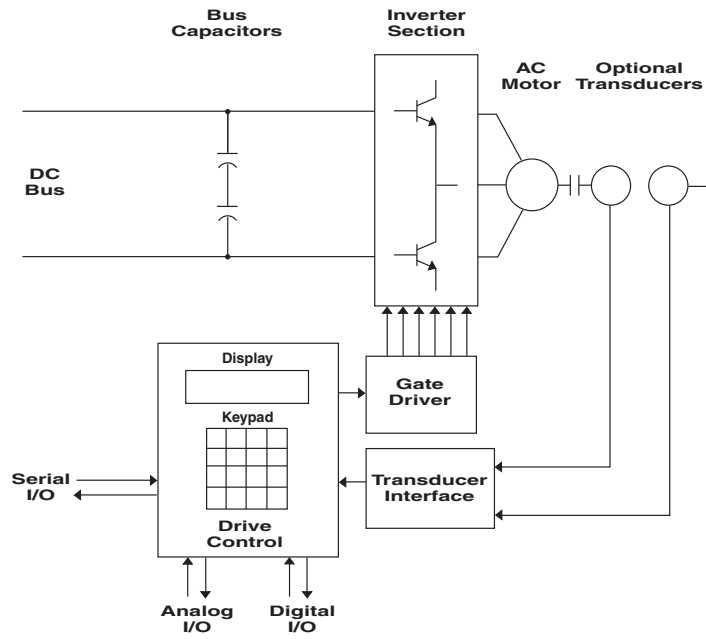 Bus
Capacitors
Inverter
Section
AC
Motor
Optional
Transducers
DC
Bus
Display
Keypad
Drive
Control
Gate
Driver
Transducer
Interface
Serial
I/O
Analog
I/O
Digital
I/O